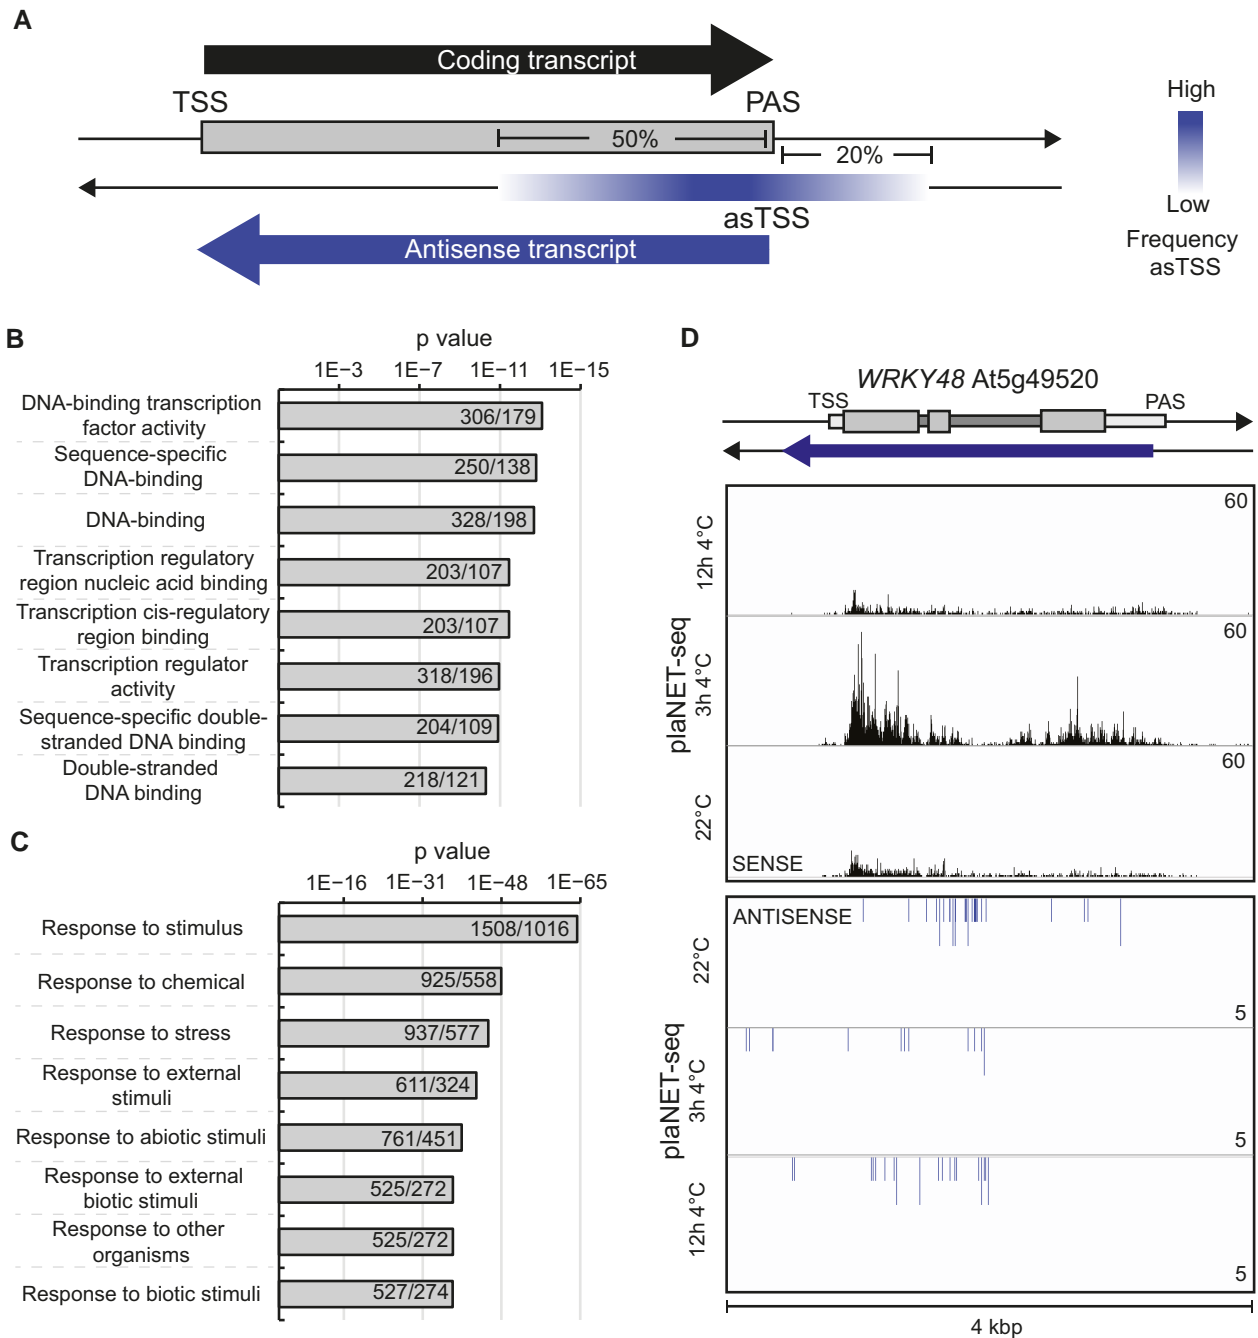 A
Coding transcript
TSS
PAS
50%
20%
asTSS
Antisense transcript
High
Low
Frequency
asTSS
B
p value
1E−3
1E−7
1E−11
1E−15
DNA-binding transcription
factor activity
306/179
Sequence-specific
DNA-binding
250/138
DNA-binding
328/198
Transcription regulatory
region nucleic acid binding
203/107
Transcription cis-regulatory
region binding
203/107
Transcription regulator
activity
318/196
Sequence-specific double-
stranded DNA binding
204/109
Double-stranded
DNA binding
218/121
C
p value
1E−16
1E−31
1E−48
1E−65
Response to stimulus
1508/1016
Response to chemical
925/558
Response to stress
937/577
Response to external
stimuli
611/324
Response to abiotic stimuli
761/451
Response to external
biotic stimuli
525/272
Response to other
organisms
525/272
Response to biotic stimuli
527/274
D
WRKY48 At5g49520
TSS
PAS
plaNET-seq
12h 4°C
60
3h 4°C
60
22°C
60
SENSE
ANTISENSE
plaNET-seq
22°C
5
3h 4°C
5
12h 4°C
5
4 kbp